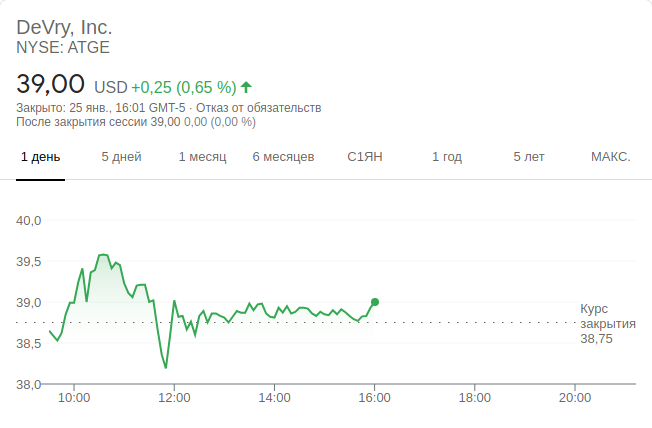 DeVry, Inc.
NYSE: ATGE
39,00 USD +0,25 (0,65 %)
Закрыто: 25 янв., 16:01 GMT-5 · Отказ от обязательств
После закрытия сессии 39,00 0,00 (0,00 %)
1 день 5 дней 1 месяц 6 месяцев С1ЯН 1 год 5 лет МАКС.
40,0
39,5
39,0
38,5
38,0
Курс
закрытия
38,75
10:00 12:00 14:00 16:00 18:00 20:00